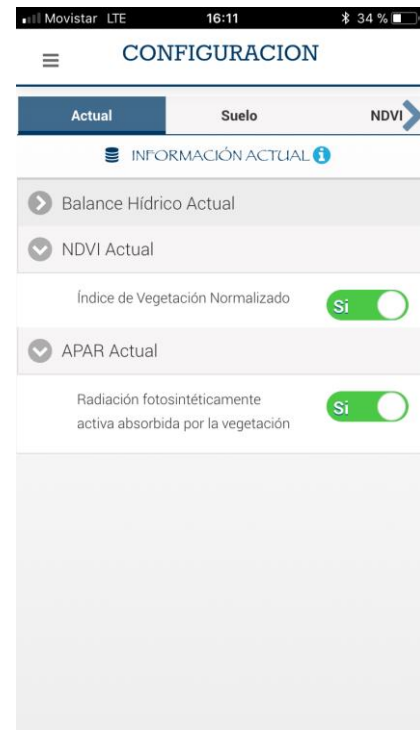 Movistar LTE 16:11 34 %
CONFIGURACION
Actual Suelo NDVI
INFORMACIÓN ACTUAL i
Balance Hídrico Actual
NDVI Actual
Índice de Vegetación Normalizado Si
APAR Actual
Radiación fotosintéticamente
activa absorbida por la vegetación Si